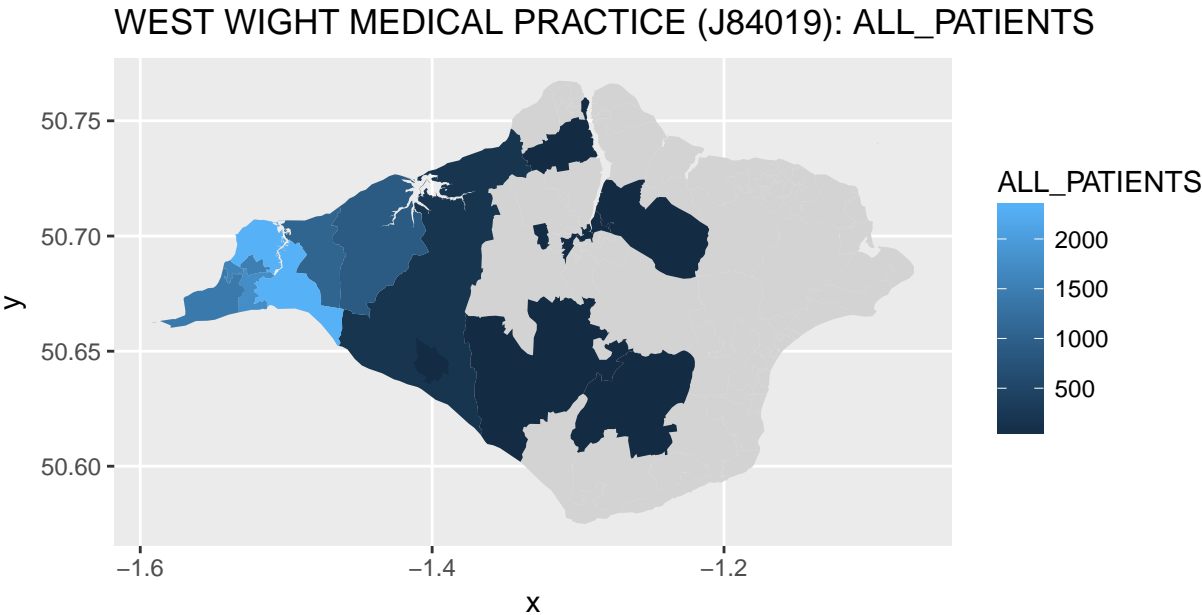 WEST WIGHT MEDICAL PRACTICE (J84019): ALL_PATIENTS
50.75
50.70
50.65
50.60
y
−1.6
−1.4
−1.2
x
ALL_PATIENTS
2000
1500
1000
500